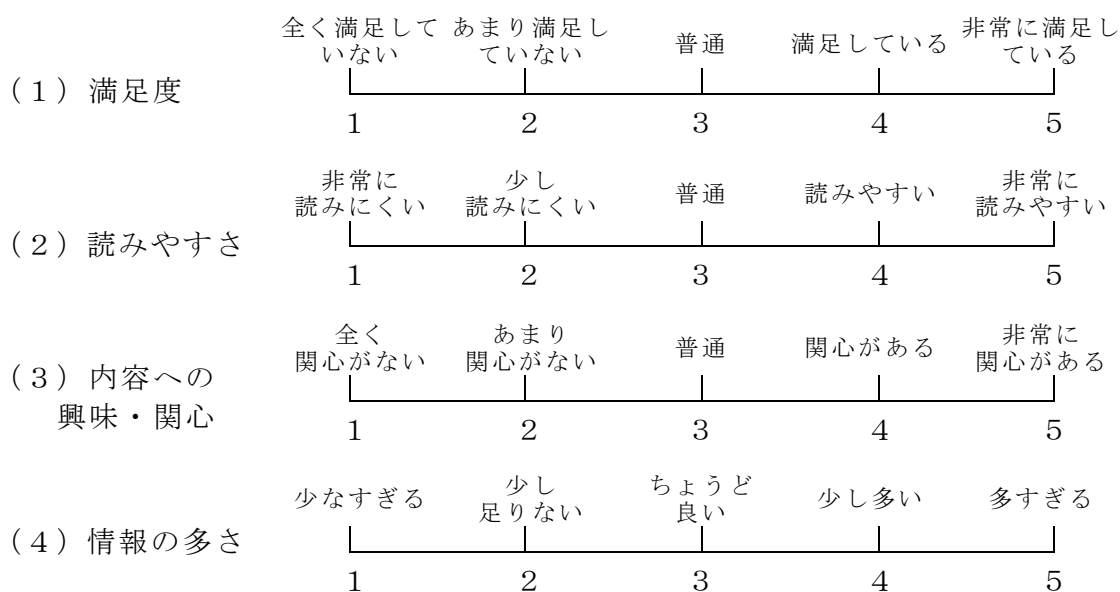 全く満足して あまり満足し 普通 満足している 非常に満足し
いない ていない ている
(1)満足度
1 2 3 4 5
非常に 少し 普通 読みやすい 非常に
読みにくい 読みにくい 読みやすい
(2)読みやすさ
1 2 3 4 5
全く あまり 普通 関心がある 非常に
関心がない 関心がない 関心がある
(3)内容への
興味・関心
1 2 3 4 5
少なすぎる 少し ちょうど 少し多い 多すぎる
足りない 良い
(4)情報の多さ
1 2 3 4 5